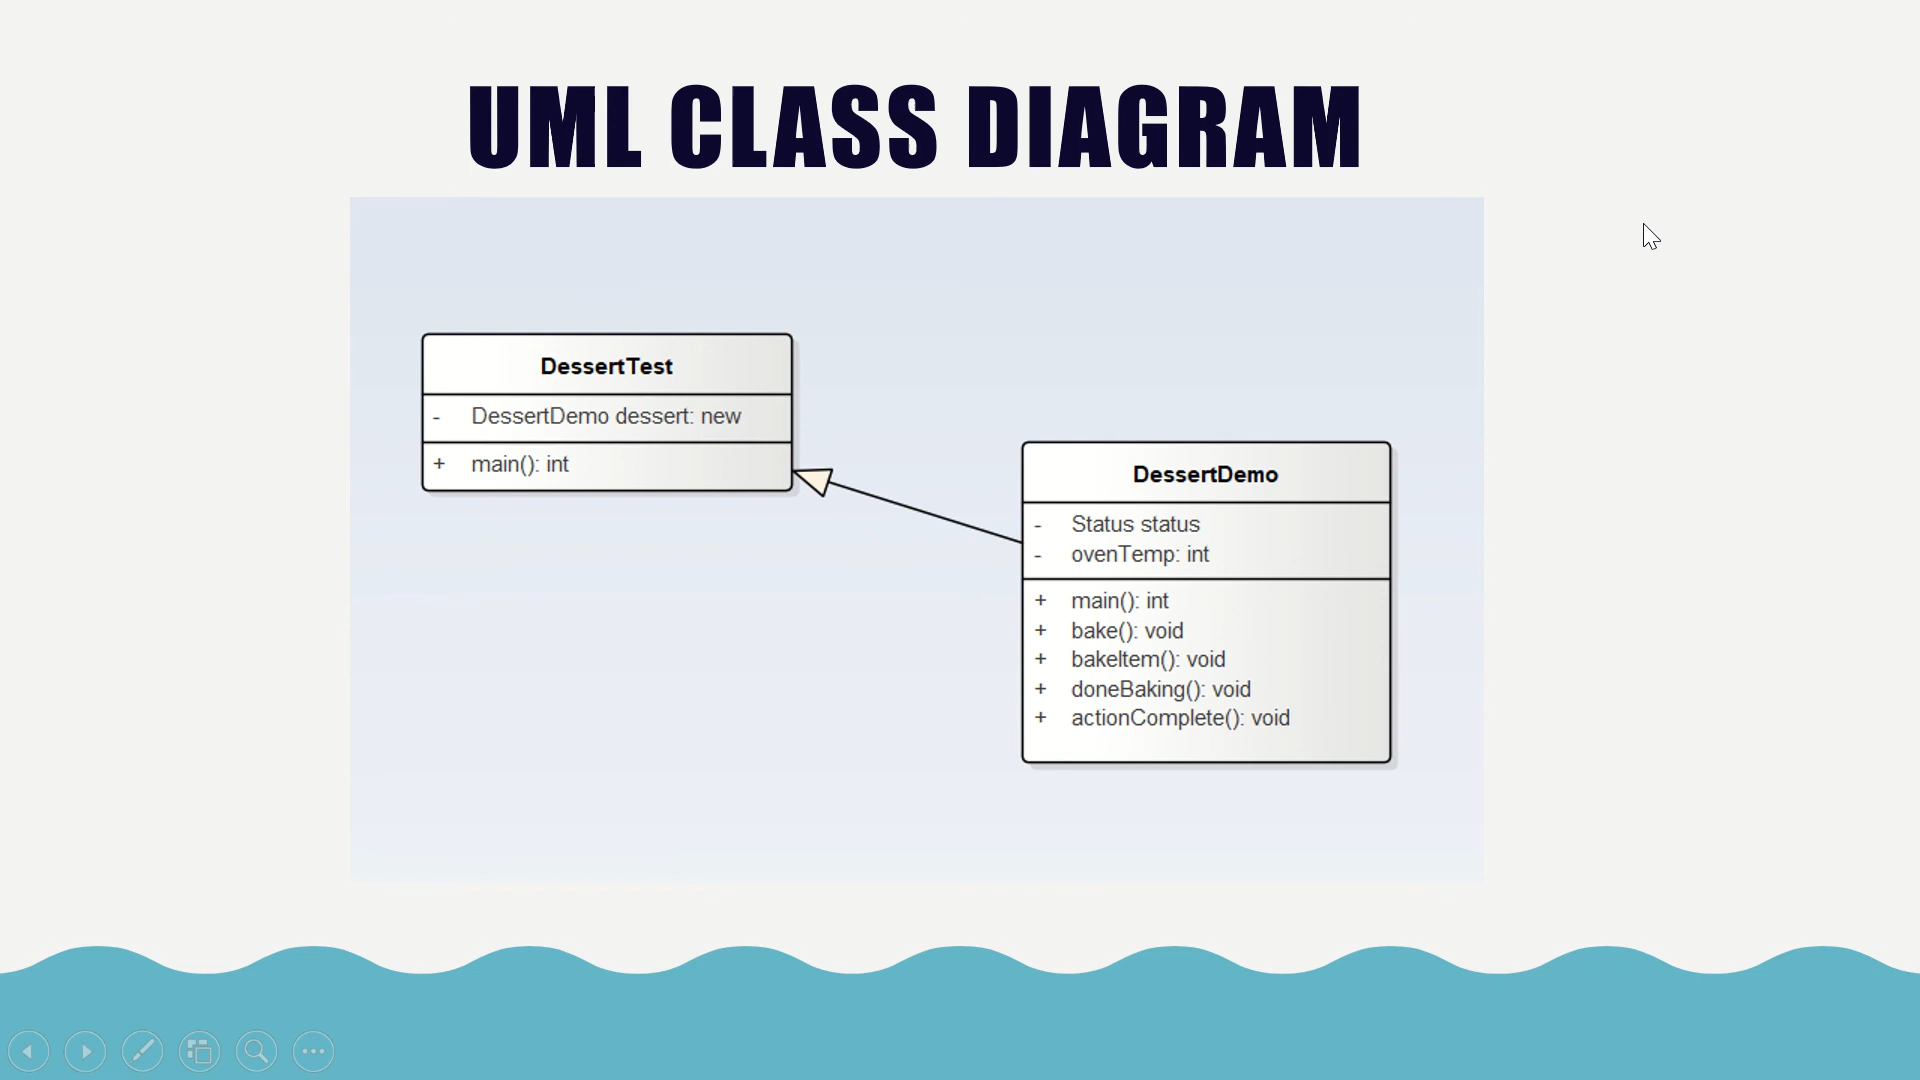 UML CLASS DIAGRAM
DessertTest
- DessertDemo dessert: new
+ main(): int
DessertDemo
- Status status
- ovenTemp: int
+ main(): int
+ bake(): void
+ bakeItem(): void
+ doneBaking(): void
+ actionComplete(): void